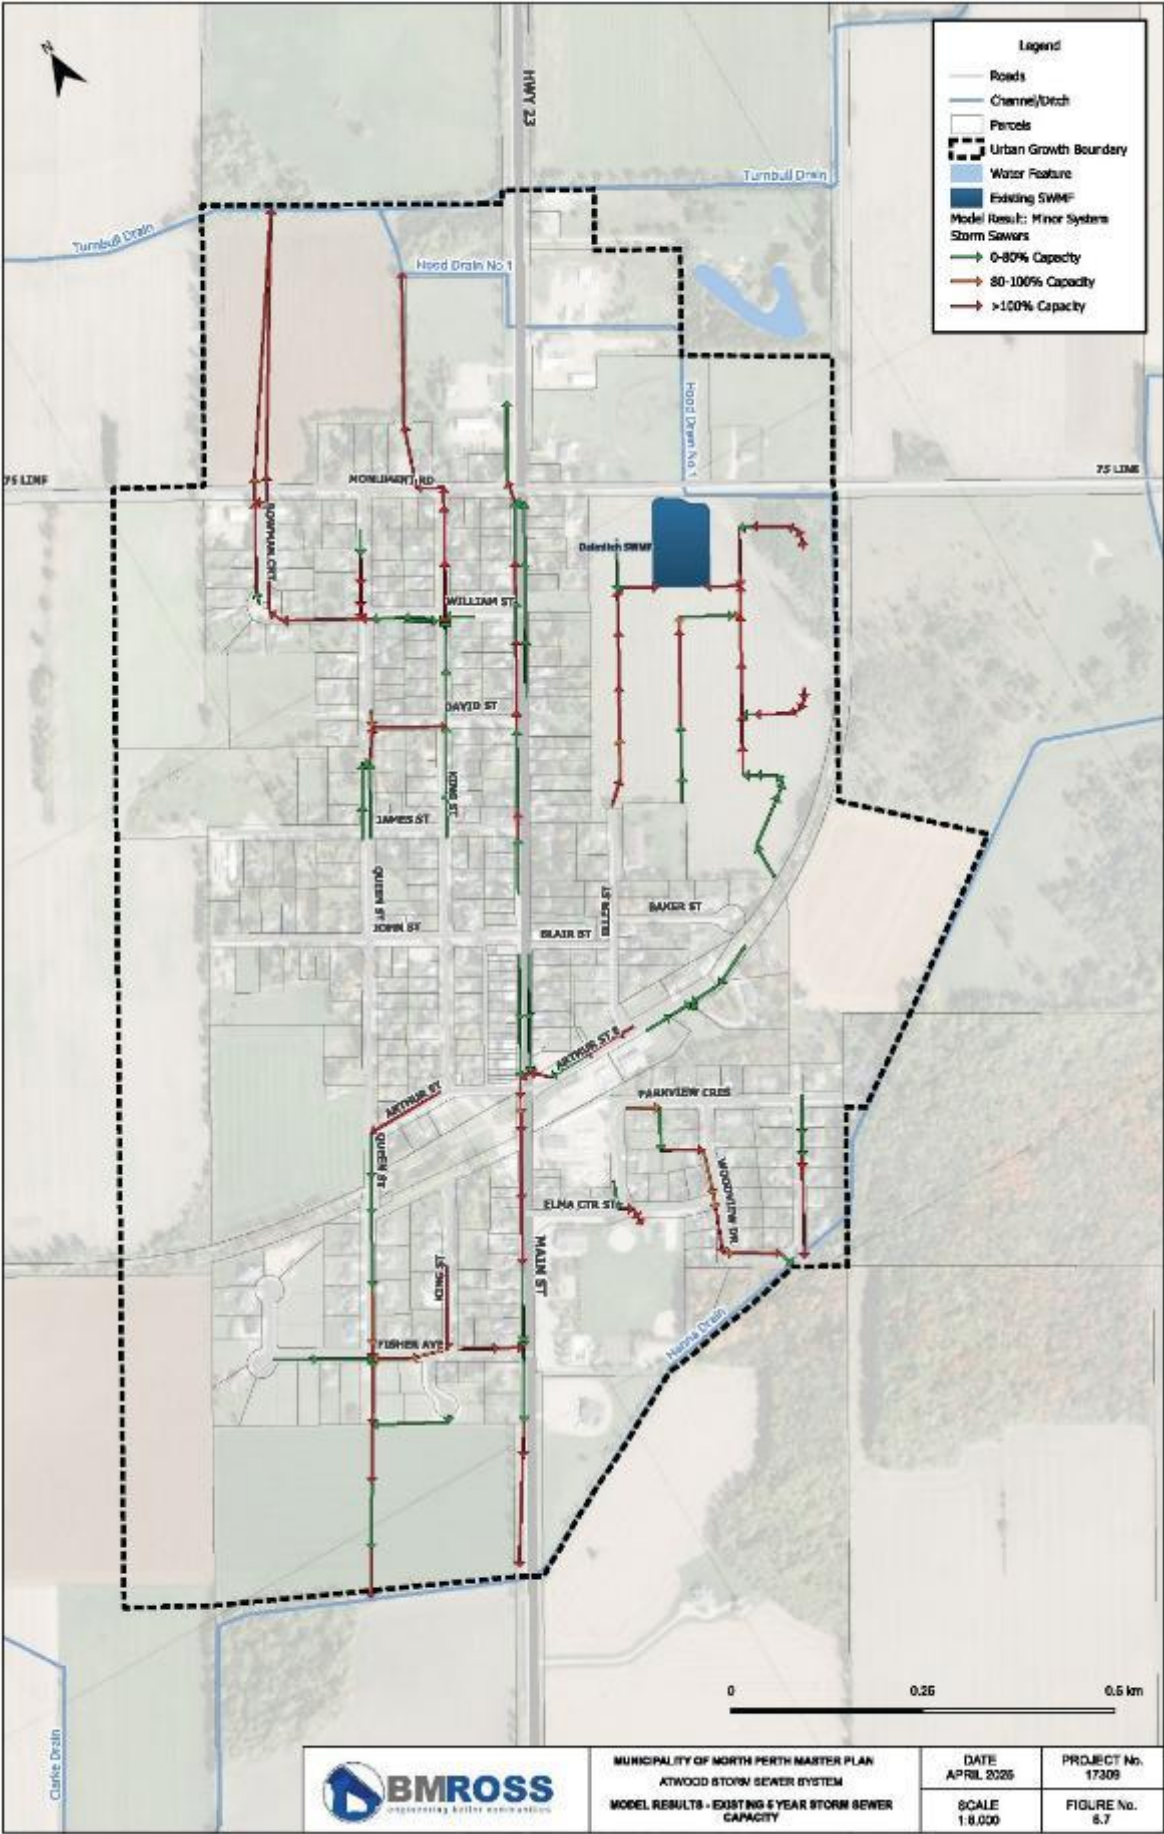 N
HWY 23
Legend
Roads
Channel/Ditch
Parcels
Urban Growth Boundary
Water Feature
Existing SWMF
Model Result: Minor System
Storm Sewers
0-80% Capacity
80-100% Capacity
>100% Capacity
Turnbull Drain
Turnbull Drain
Hood Drain No 1
Hood Drain No 1
75 LINE
75 LINE
MONUMENT RD
BOWMAN CRT
WILLIAM ST
DAVID ST
KING ST
JAMES ST
QUEEN ST
JOHN ST
BLAIR ST
ELLEN ST
BAKER ST
ARTHUR ST E
ARTHUR ST
QUEEN ST
PARKVIEW CRES
WOODVIEW DR
ELMA CTR ST
MAIN ST
KING ST
FISHER AVE
Hanna Drain
Clarke Drain
0 0.25 0.5 km
BMROSS
engineering better communities
MUNICIPALITY OF NORTH PERTH MASTER PLAN
ATWOOD STORM SEWER SYSTEM
MODEL RESULTS - EXISTING 5 YEAR STORM SEWER
CAPACITY
DATE
APRIL 2025
SCALE
1:8,000
PROJECT No.
17309
FIGURE No.
6.7